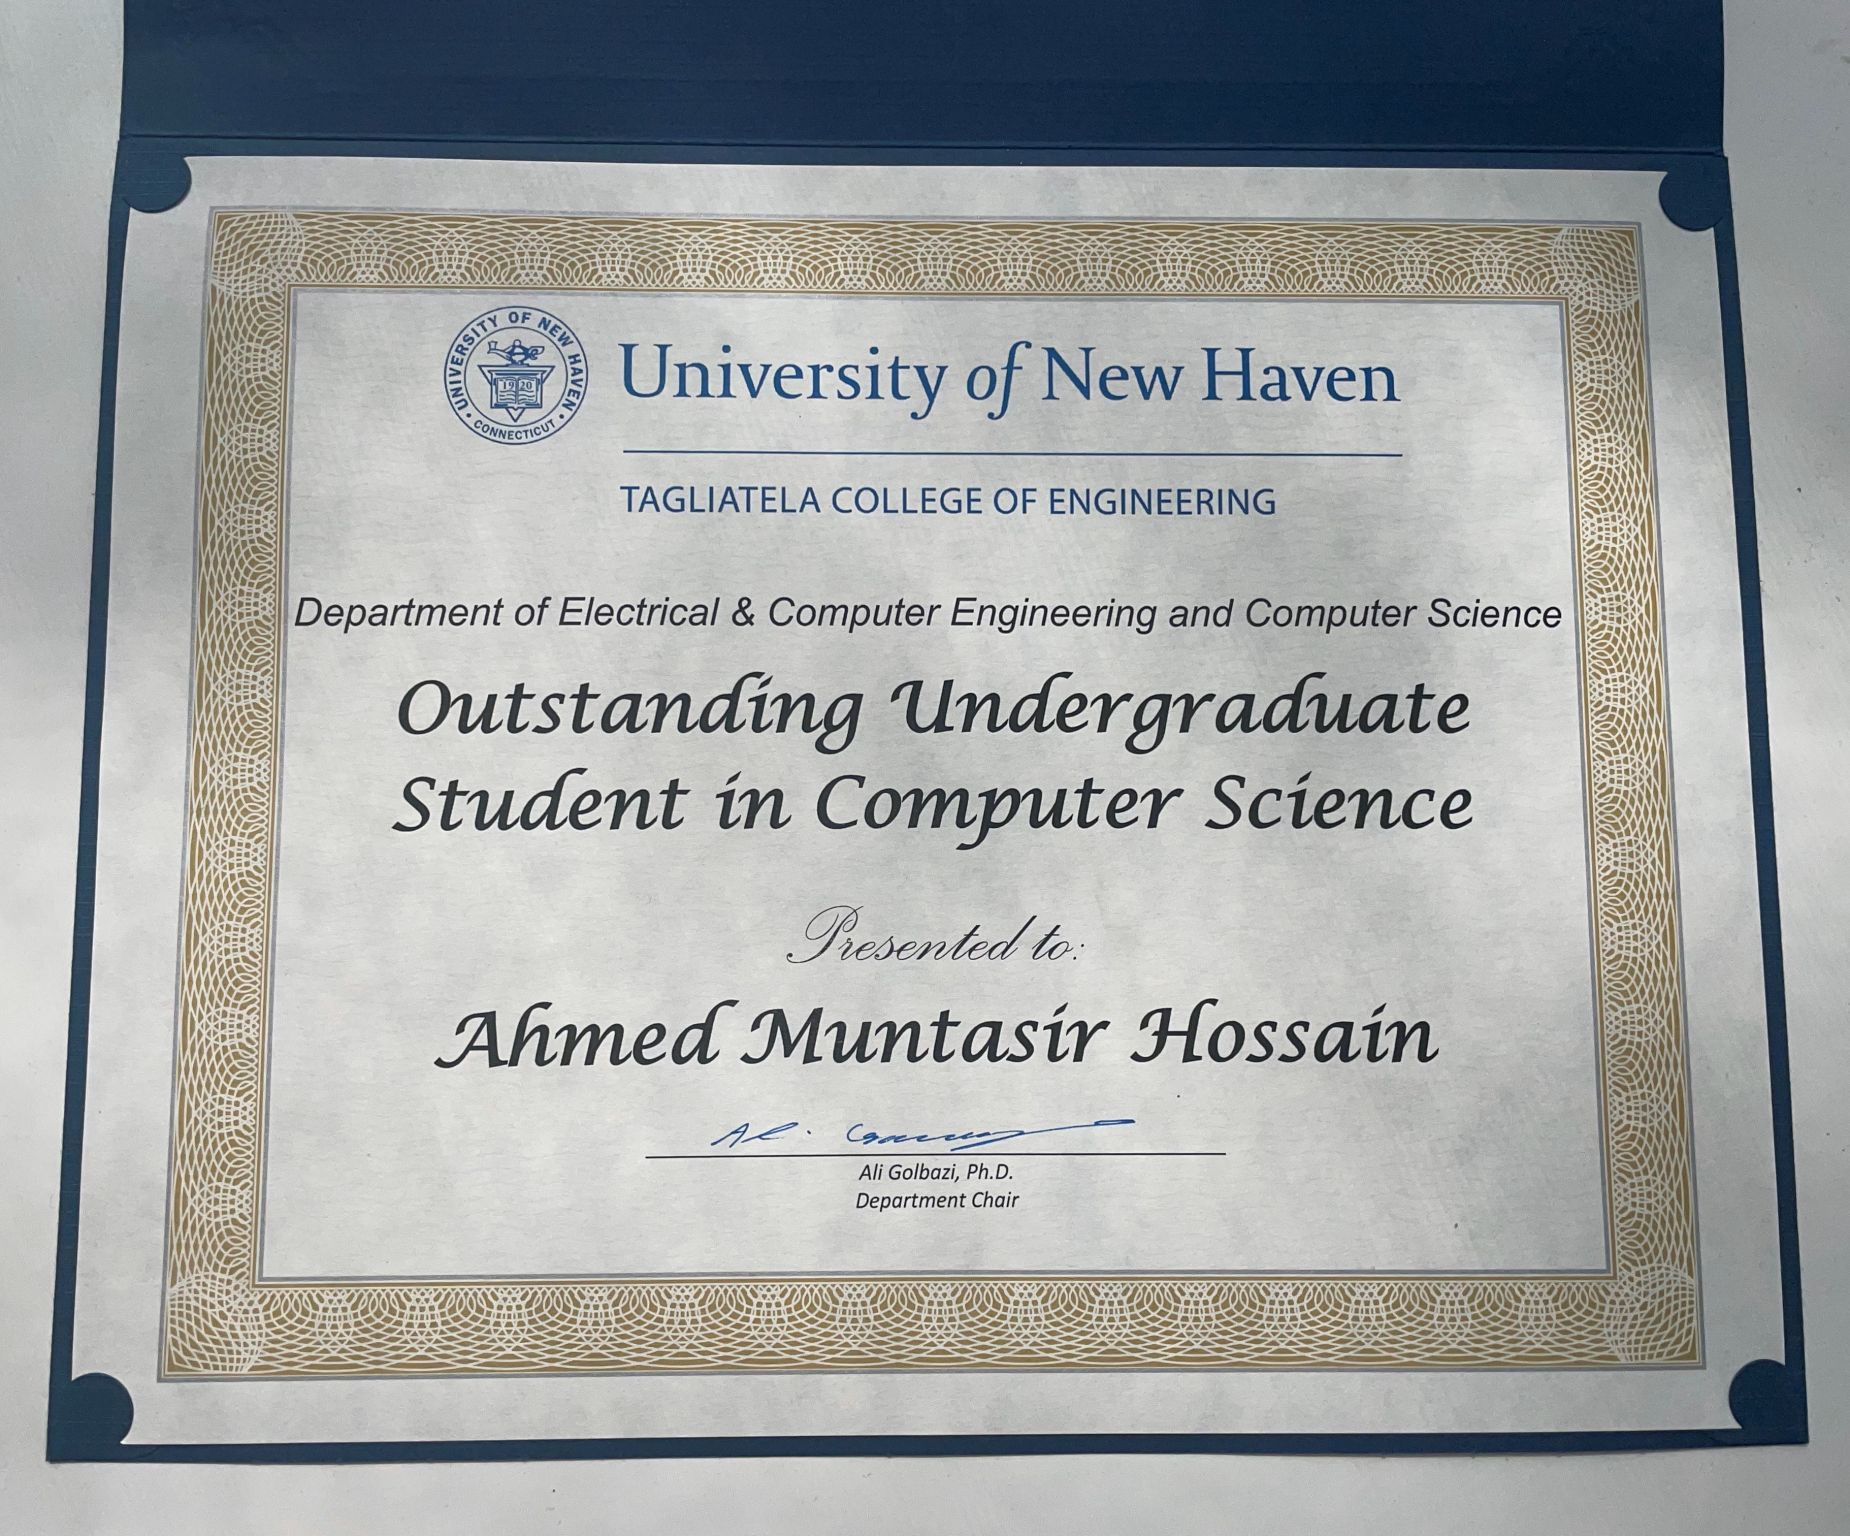 UNIVERSITY OF NEW HAVEN
1920
CONNECTICUT
University of New Haven
TAGLIATELA COLLEGE OF ENGINEERING
Department of Electrical & Computer Engineering and Computer Science
Outstanding Undergraduate
Student in Computer Science
Presented to:
Ahmed Muntasir Hossain
Ali Golbazi, Ph.D.
Department Chair